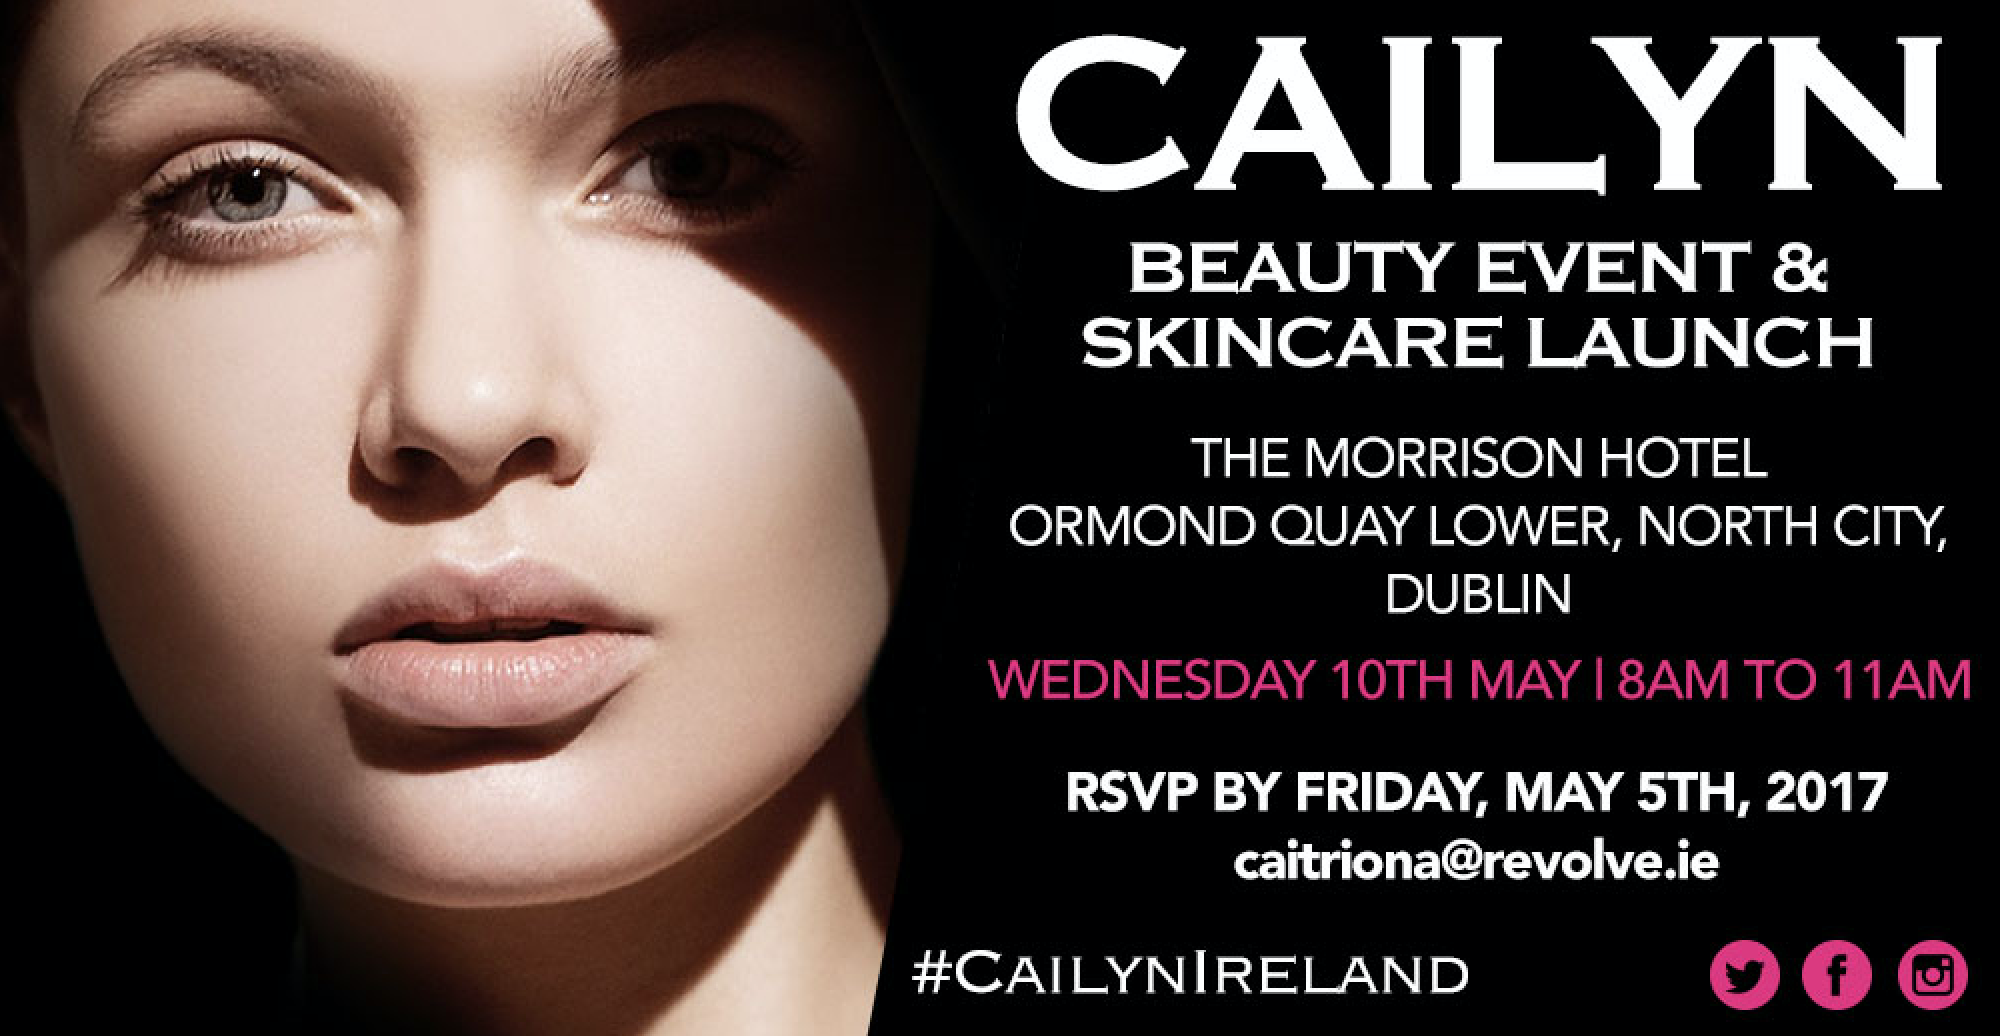 CAILYN
BEAUTY EVENT &
SKINCARE LAUNCH
THE MORRISON HOTEL
ORMOND QUAY LOWER, NORTH CITY,
DUBLIN
WEDNESDAY 10TH MAY | 8AM TO 11AM
RSVP BY FRIDAY, MAY 5TH, 2017
caitriona@revolve.ie
#CAILYNIRELAND